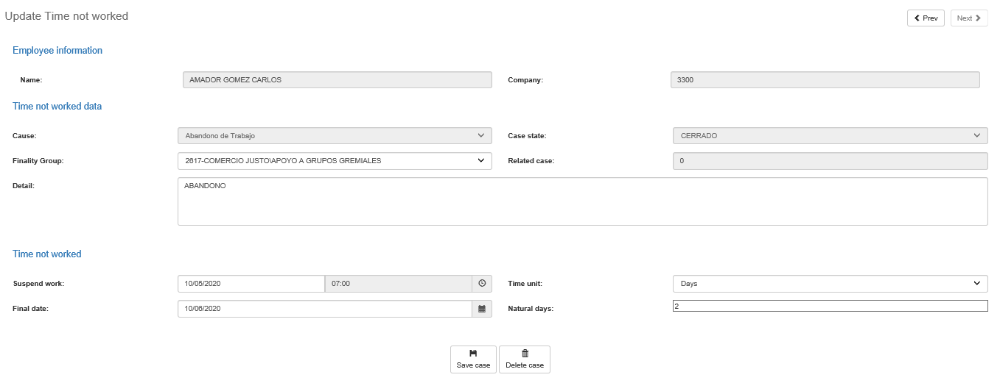 Update Time not worked
Prev Next
Employee information
Name: AMADOR GOMEZ CARLOS Company: 3300
Time not worked data
Cause: Abandono de Trabajo Case state: CERRADO
Finality Group: 2617-COMERCIO JUSTO\APOYO A GRUPOS GREMIALES Related case: 0
Detail: ABANDONO
Time not worked
Suspend work: 10/05/2020 07:00 Time unit: Days
Final date: 10/06/2020 Natural days: 2
Save case Delete case